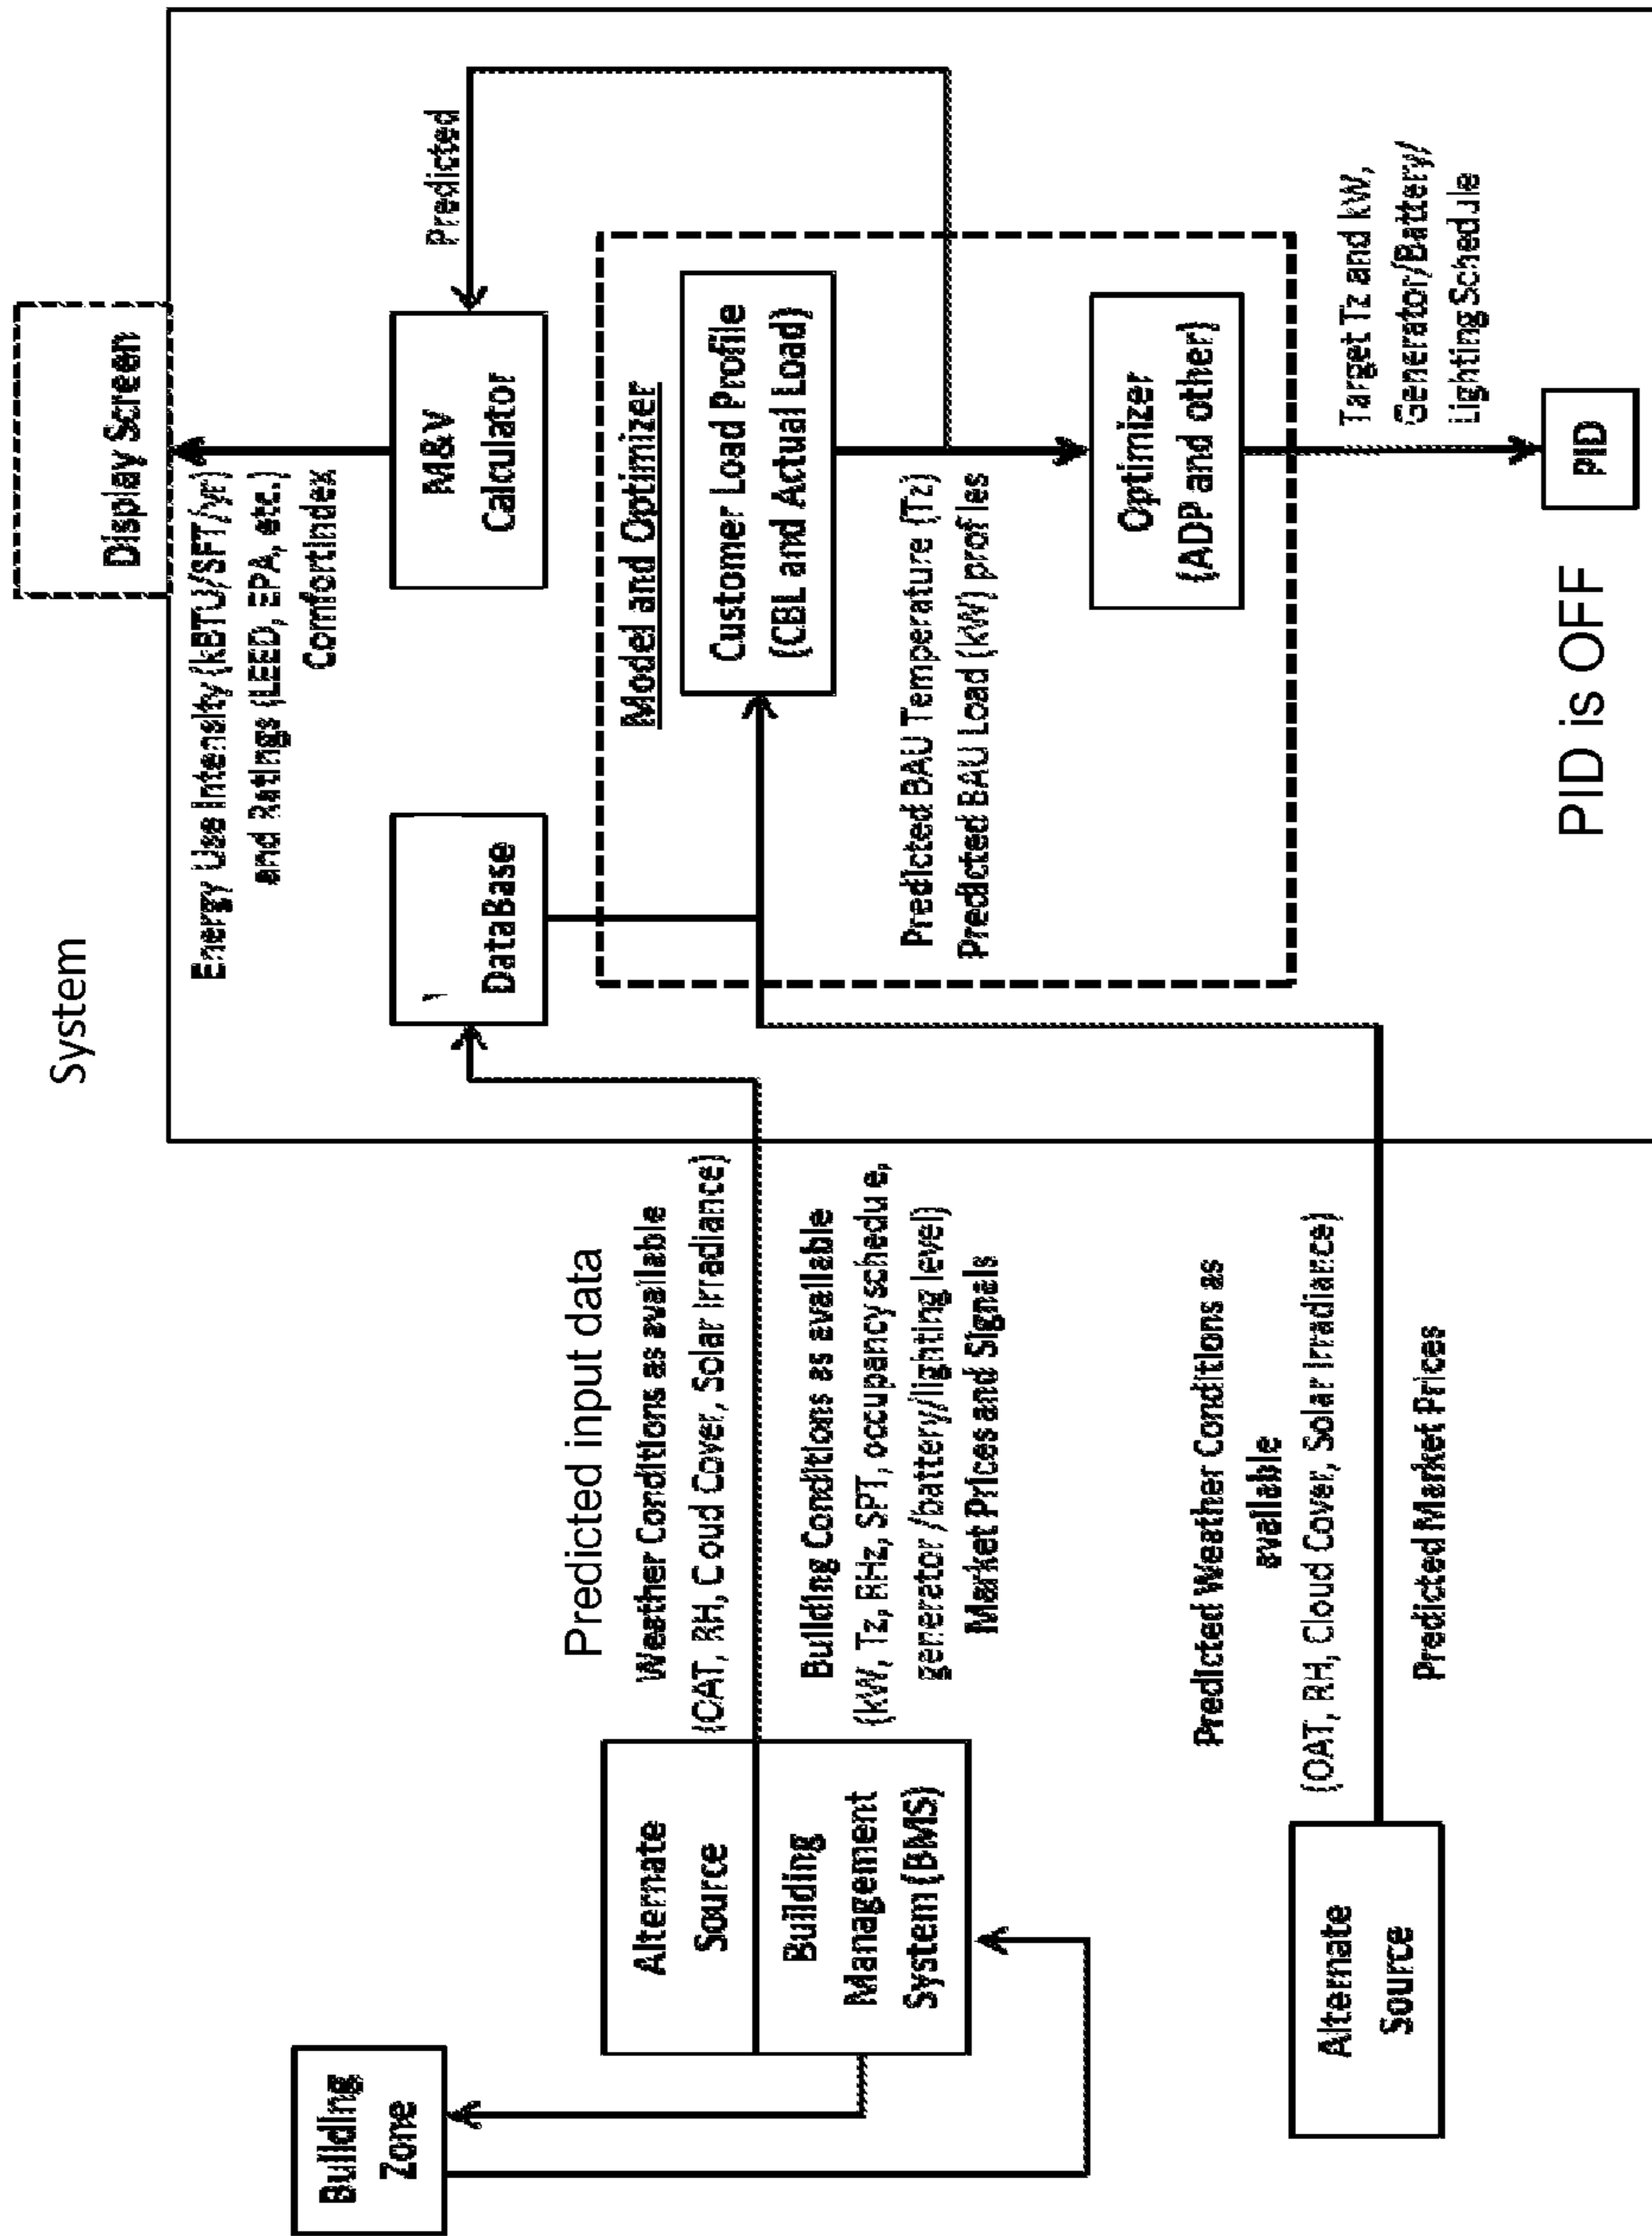 System
Display Screen
Energy Use Intensity (kBTU/SFT/yr)
and Ratings (LEED, EPA, etc.)
Comfort Index
M&V
Calculator
Predicted
DataBase
Model and Optimizer
Customer Load Profile
(CBL and Actual Load)
Predicted BAU Temperature (Tz)
Predicted BAU Load (kW) profiles
Optimizer
(ADP and other)
Target Tz and kW,
Generator/Battery/
Lighting Schedule
PID
PID is OFF
Building
Zone
Alternate
Source
Building
Management
System (BMS)
Predicted input data
Weather Conditions as available
(OAT, RH, C oud Cover, Solar Irradiance)
Building Conditions as available
(kW, Tz, RHz, SPT, occupancy schedu e,
generator /battery/lighting level)
Market Prices and Signals
Alternate
Source
Predicted Weather Conditions as
available
(OAT, RH, Cloud Cover, Solar Irradiance)
Predicted Market Prices